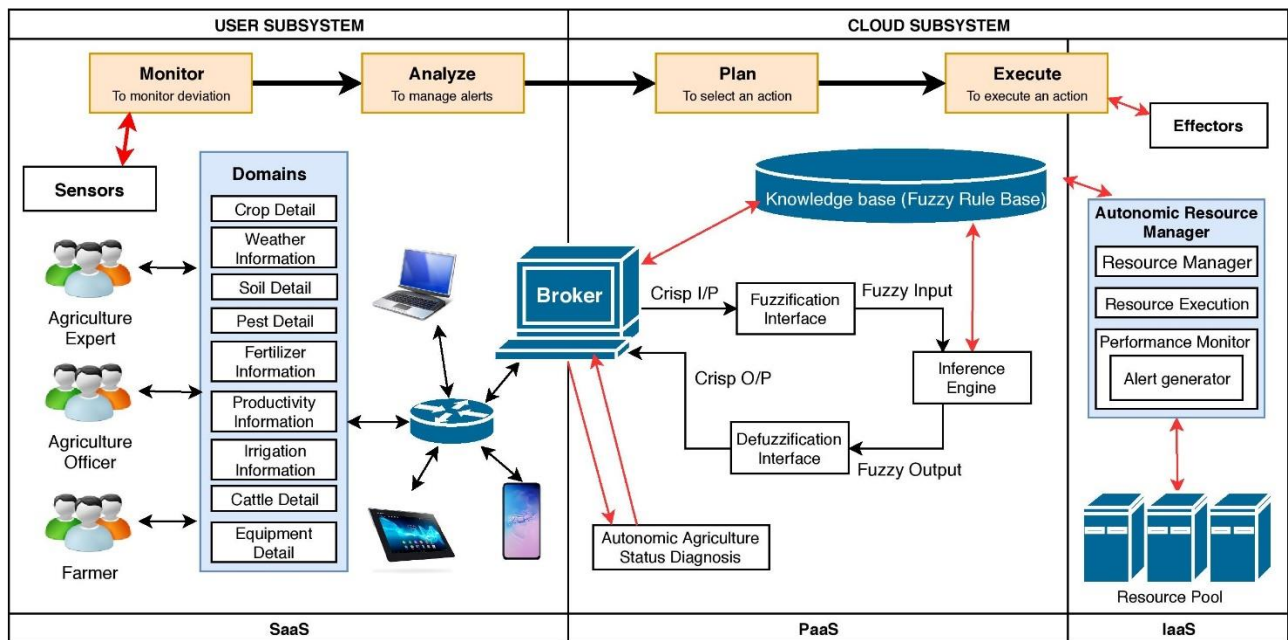 USER SUBSYSTEM
CLOUD SUBSYSTEM
Monitor
To monitor deviation
Analyze
To manage alerts
Plan
To select an action
Execute
To execute an action
Effectors
Sensors
Domains
Crop Detail
Weather
Information
Soil Detail
Pest Detail
Fertilizer
Information
Productivity
Information
Irrigation
Information
Cattle Detail
Equipment
Detail
Agriculture
Expert
Agriculture
Officer
Farmer
Broker
Knowledge base (Fuzzy Rule Base)
Crisp I/P
Fuzzification
Interface
Fuzzy Input
Inference
Engine
Crisp O/P
Defuzzification
Interface
Fuzzy Output
Autonomic Agriculture
Status Diagnosis
Autonomic Resource
Manager
Resource Manager
Resource Execution
Performance Monitor
Alert generator
Resource Pool
SaaS
PaaS
IaaS